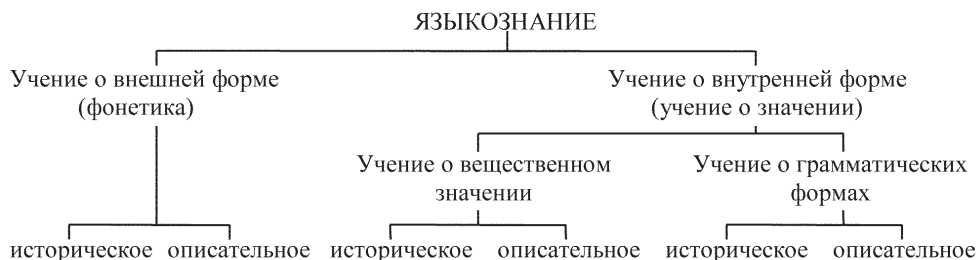 ЯЗЫКОЗНАНИЕ
Учение о внешней форме
(фонетика)
Учение о внутренней форме
(учение о значении)
Учение о вещественном
значении
Учение о грамматических
формах
историческое описательное историческое описательное историческое описательное